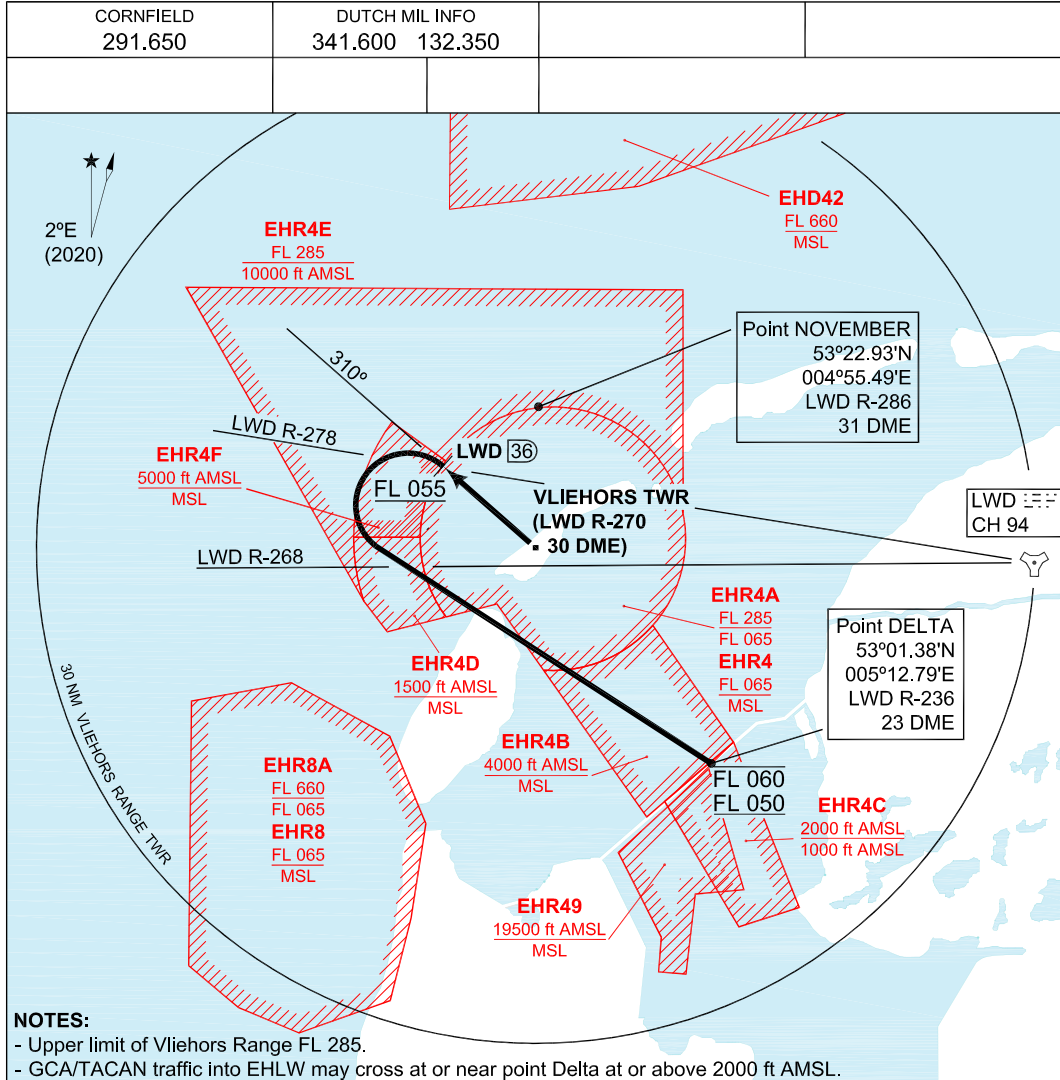 CORNFIELD
291.650
DUTCH MIL INFO
341.600 132.350
2ºE
(2020)
EHD42
FL 660
MSL
EHR4E
FL 285
10000 ft AMSL
Point NOVEMBER
53º22.93'N
004º55.49'E
LWD R-286
31 DME
310º
LWD R-278
LWD 36
EHR4F
5000 ft AMSL
MSL
FL 055
VLIEHORS TWR
(LWD R-270
- 30 DME)
LWD
CH 94
LWD R-268
EHR4A
FL 285
FL 065
EHR4
FL 065
MSL
Point DELTA
53º01.38'N
005º12.79'E
LWD R-236
23 DME
EHR4D
1500 ft AMSL
MSL
30 NM VLIEHORS RANGE TWR
EHR4B
4000 ft AMSL
MSL
FL 060
FL 050
EHR8A
FL 660
FL 065
EHR8
FL 065
MSL
EHR4C
2000 ft AMSL
1000 ft AMSL
EHR49
19500 ft AMSL
MSL
NOTES:
- Upper limit of Vliehors Range FL 285.
- GCA/TACAN traffic into EHLW may cross at or near point Delta at or above 2000 ft AMSL.